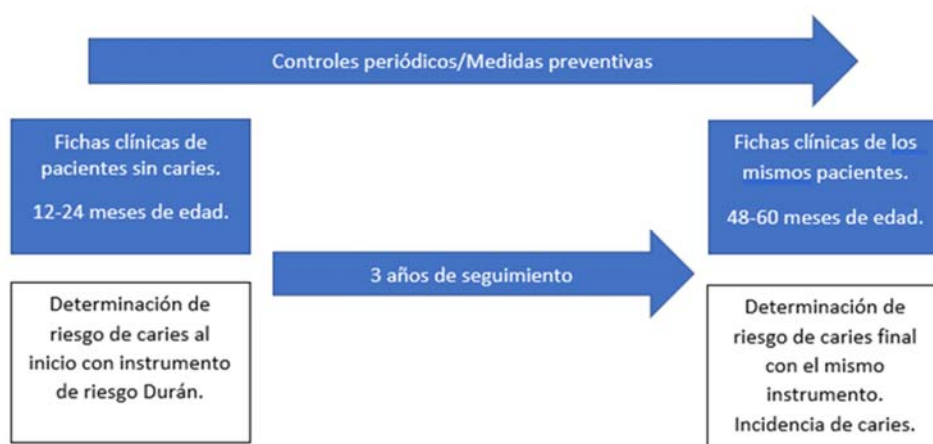 Controles periódicos/Medidas preventivas
Fichas clínicas de
pacientes sin caries.
12-24 meses de edad.
Fichas clínicas de los
mismos pacientes.
48-60 meses de edad.
3 años de seguimiento
Determinación de
riesgo de caries al
inicio con instrumento
de riesgo Durán.
Determinación de
riesgo de caries final
con el mismo
instrumento.
Incidencia de caries.